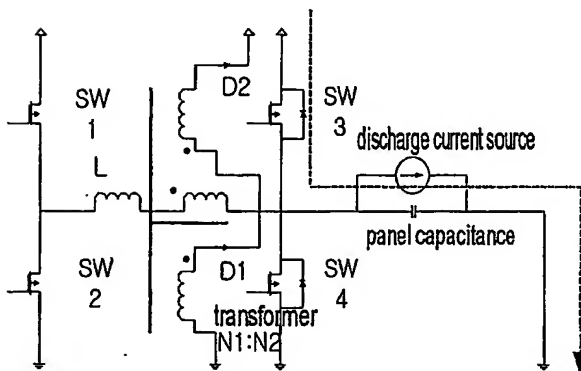 SW
1
D2
SW
3
discharge current source
L
panel capacitance
SW
2
D1
SW
4
transformer
N1:N2